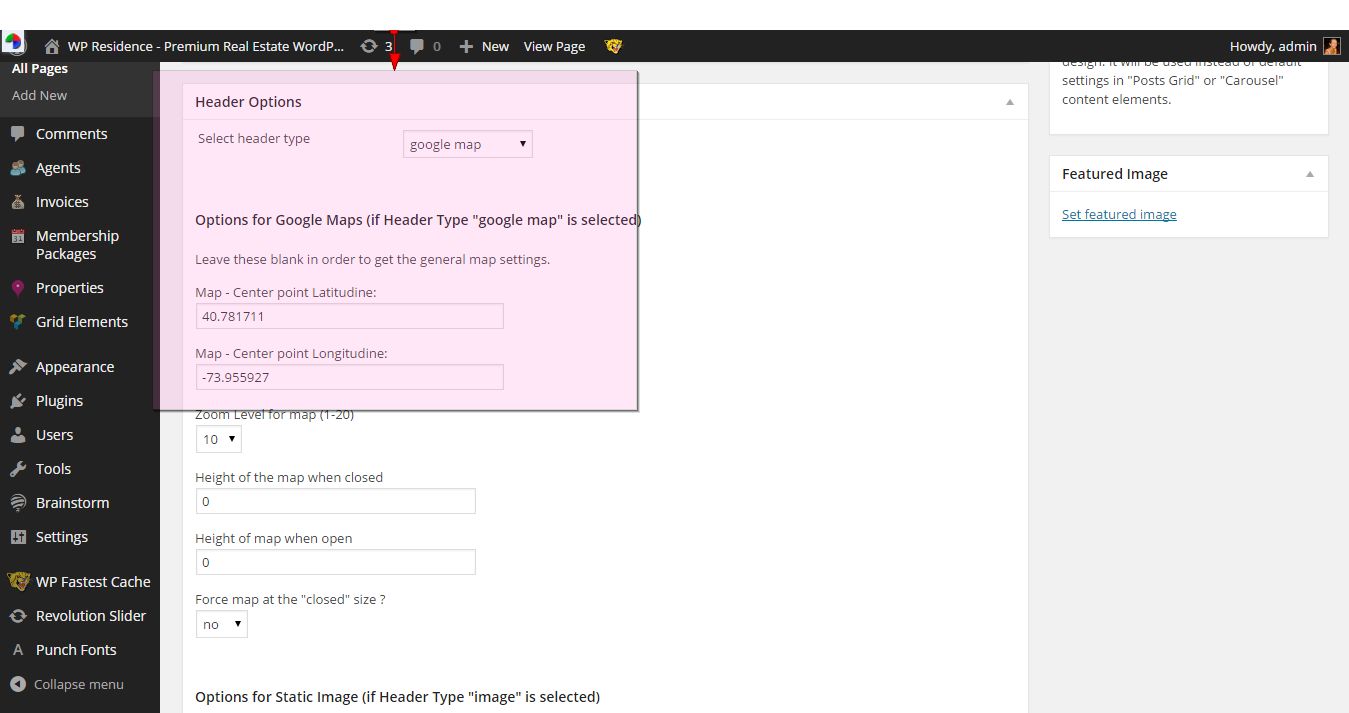 WP Residence - Premium Real Estate WordP... 3 0 New View Page Howdy, admin
All Pages
Add New
Comments
Agents
Invoices
31
Membership
Packages
Properties
Grid Elements
Appearance
Plugins
Users
Tools
Brainstorm
Settings
WP Fastest Cache
Revolution Slider
A Punch Fonts
Collapse menu
Header Options
Select header type
google map
Options for Google Maps (if Header Type "google map" is selected)
Leave these blank in order to get the general map settings.
Map - Center point Latitudine:
40.781711
Map - Center point Longitudine:
-73.955927
Zoom Level for map (1-20)
10
Height of the map when closed
0
Height of map when open
0
Force map at the "closed" size ?
no
Options for Static Image (if Header Type "image" is selected)
design. It will be used instead of default
settings in "Posts Grid" or "Carousel"
content elements.
Featured Image
Set featured image